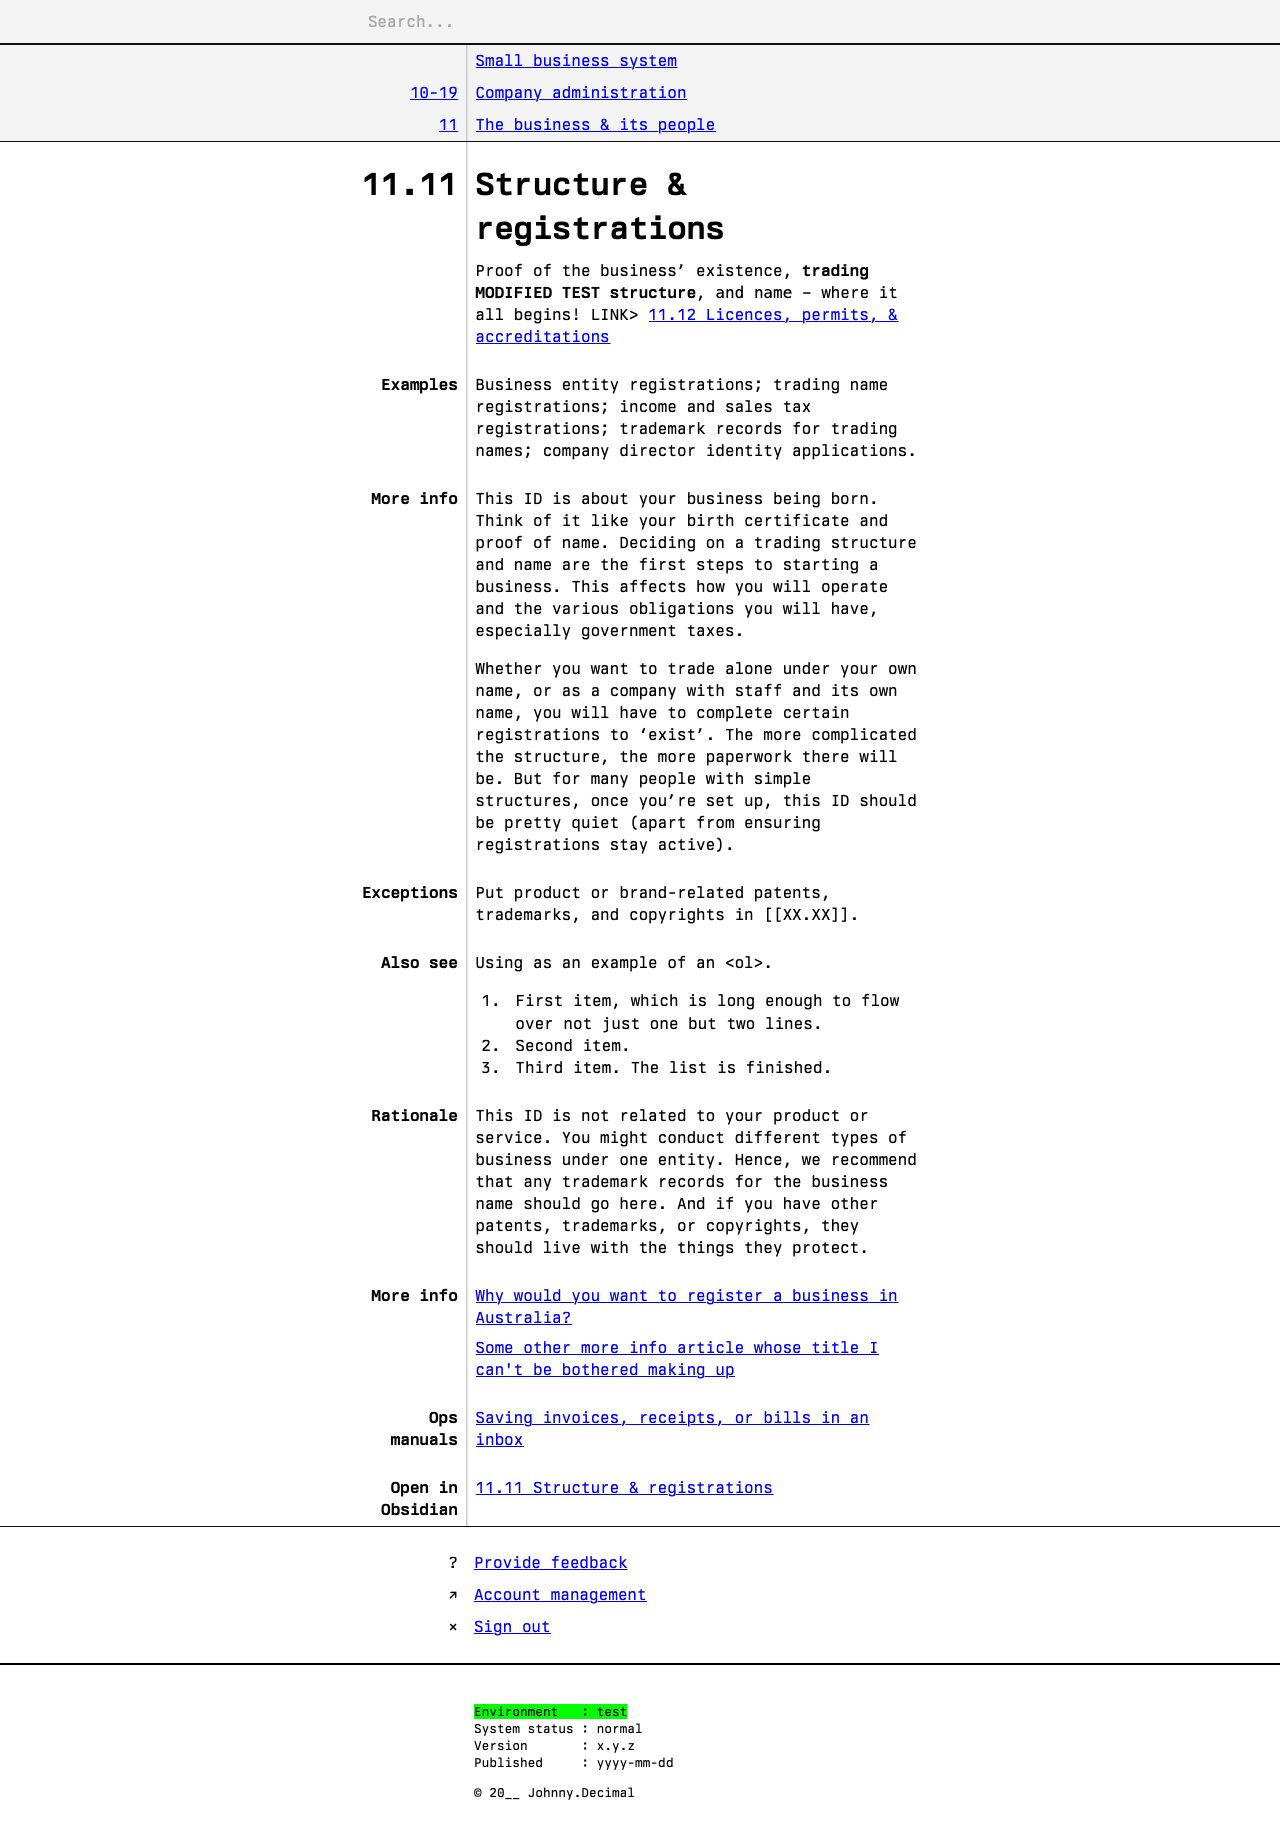 Search...
Small business system
10-19 Company administration
11 The business & its people
11.11 Structure &
registrations
Proof of the business’ existence, trading
MODIFIED TEST structure, and name – where it
all begins! LINK> 11.12 Licences, permits, &
accreditations
Examples Business entity registrations; trading name
registrations; income and sales tax
registrations; trademark records for trading
names; company director identity applications.
More info This ID is about your business being born.
Think of it like your birth certificate and
proof of name. Deciding on a trading structure
and name are the first steps to starting a
business. This affects how you will operate
and the various obligations you will have,
especially government taxes.
Whether you want to trade alone under your own
name, or as a company with staff and its own
name, you will have to complete certain
registrations to ‘exist’. The more complicated
the structure, the more paperwork there will
be. But for many people with simple
structures, once you’re set up, this ID should
be pretty quiet (apart from ensuring
registrations stay active).
Exceptions Put product or brand-related patents,
trademarks, and copyrights in [[XX.XX]].
Also see Using as an example of an <ol>.
1. First item, which is long enough to flow
over not just one but two lines.
2. Second item.
3. Third item. The list is finished.
Rationale This ID is not related to your product or
service. You might conduct different types of
business under one entity. Hence, we recommend
that any trademark records for the business
name should go here. And if you have other
patents, trademarks, or copyrights, they
should live with the things they protect.
More info Why would you want to register a business in
Australia?
Some other more info article whose title I
can't be bothered making up
Ops Saving invoices, receipts, or bills in an
manuals inbox
Open in 11.11 Structure & registrations
Obsidian
? Provide feedback
↗ Account management
× Sign out
Environment : test
System status : normal
Version : x.y.z
Published : yyyy-mm-dd
© 20__ Johnny.Decimal